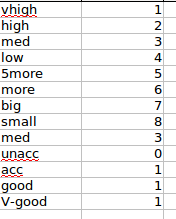 vhigh 1
high 2
med 3
low 4
5more 5
more 6
big 7
small 8
med 3
unacc 0
acc 1
good 1
V-good 1